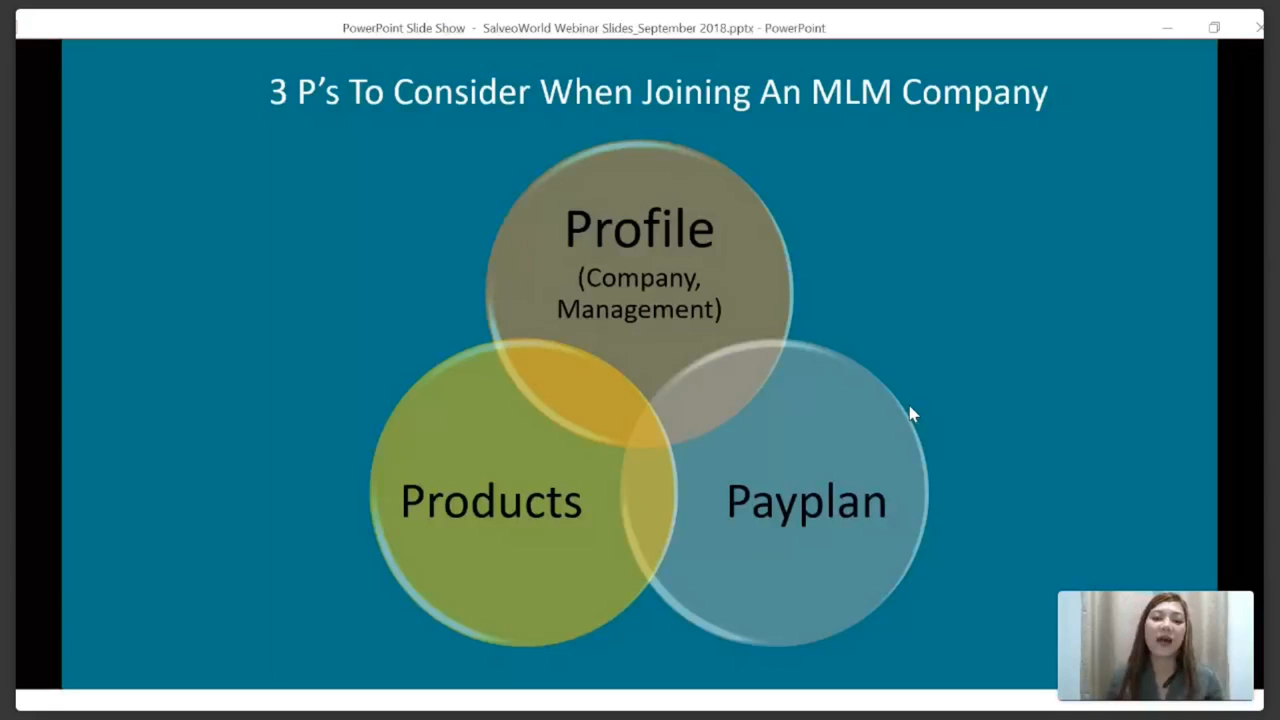 PowerPoint Slide Show - SalveoWorld Webinar Slides_September 2018.pptx - PowerPoint
3 P’s To Consider When Joining An MLM Company
Profile
(Company,
Management)
Products
Payplan